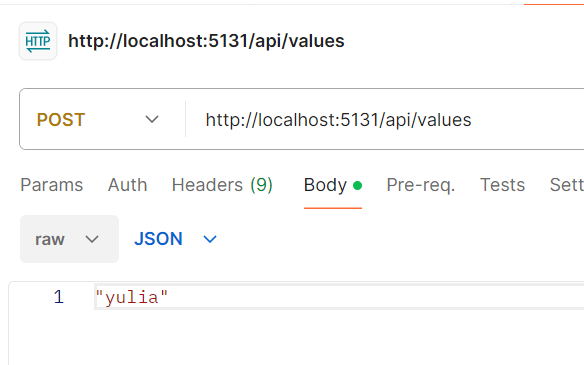 HTTP http://localhost:5131/api/values
POST http://localhost:5131/api/values
Params Auth Headers (9) Body Pre-req. Tests Sett
raw JSON
1 "yulia"